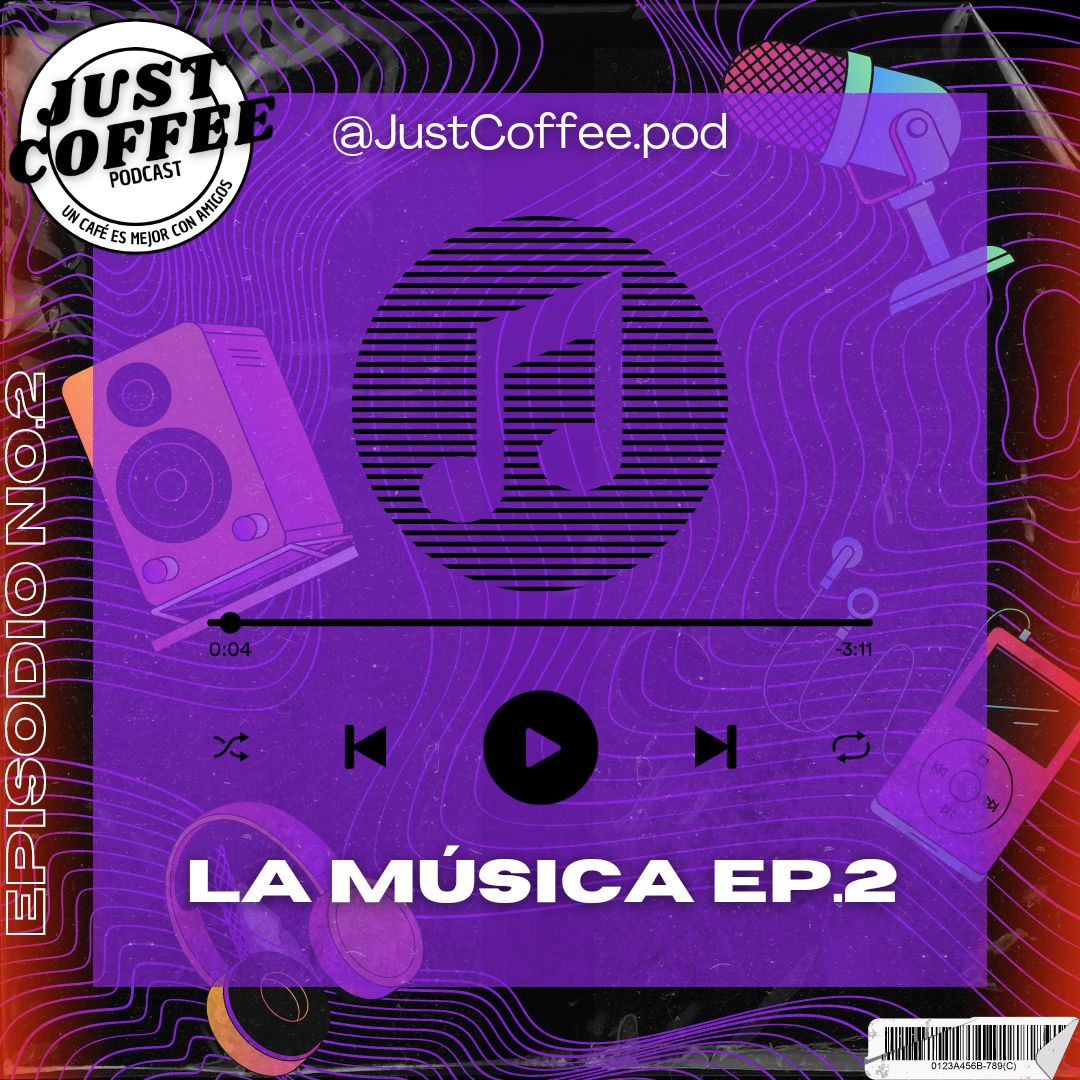 JUST
COFFEE
PODCAST
UN CAFÉ ES MEJOR CON AMIGOS
@JustCoffee.pod
EPISODIO NO.2
0:04
-3:11
LA MÚSICA EP.2
0123A456B-789(C)